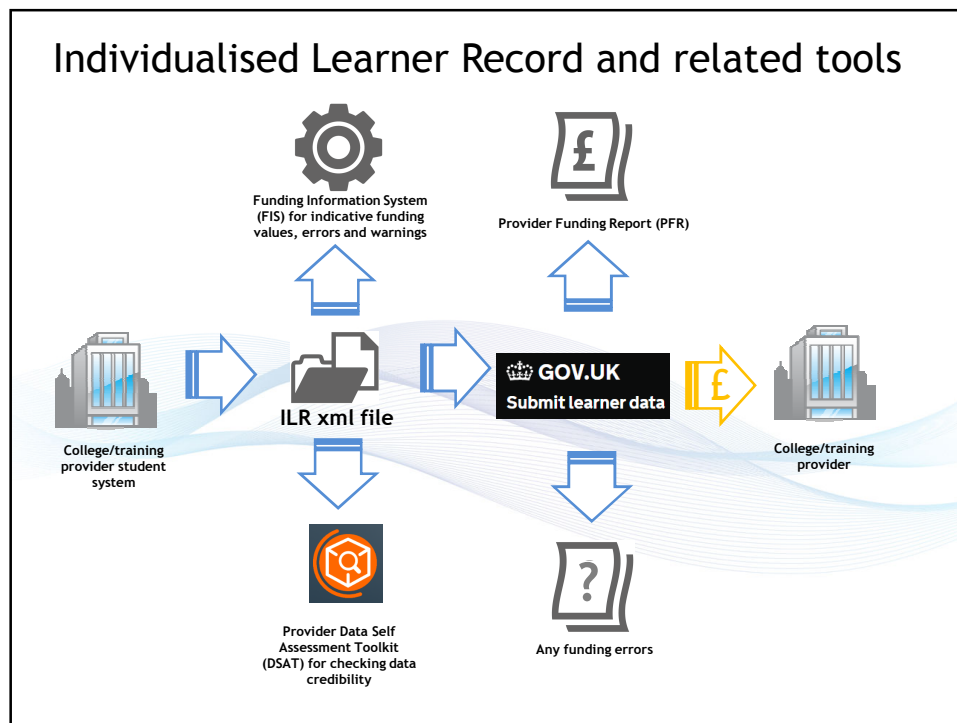 Individualised Learner Record and related tools
£
Funding Information System
(FIS) for indicative funding
values, errors and warnings
Provider Funding Report (PFR)
College/training
provider student
system
ILR xml file
GOV.UK
Submit learner data
£
College/training
provider
Provider Data Self
Assessment Toolkit
(DSAT) for checking data
credibility
?
Any funding errors